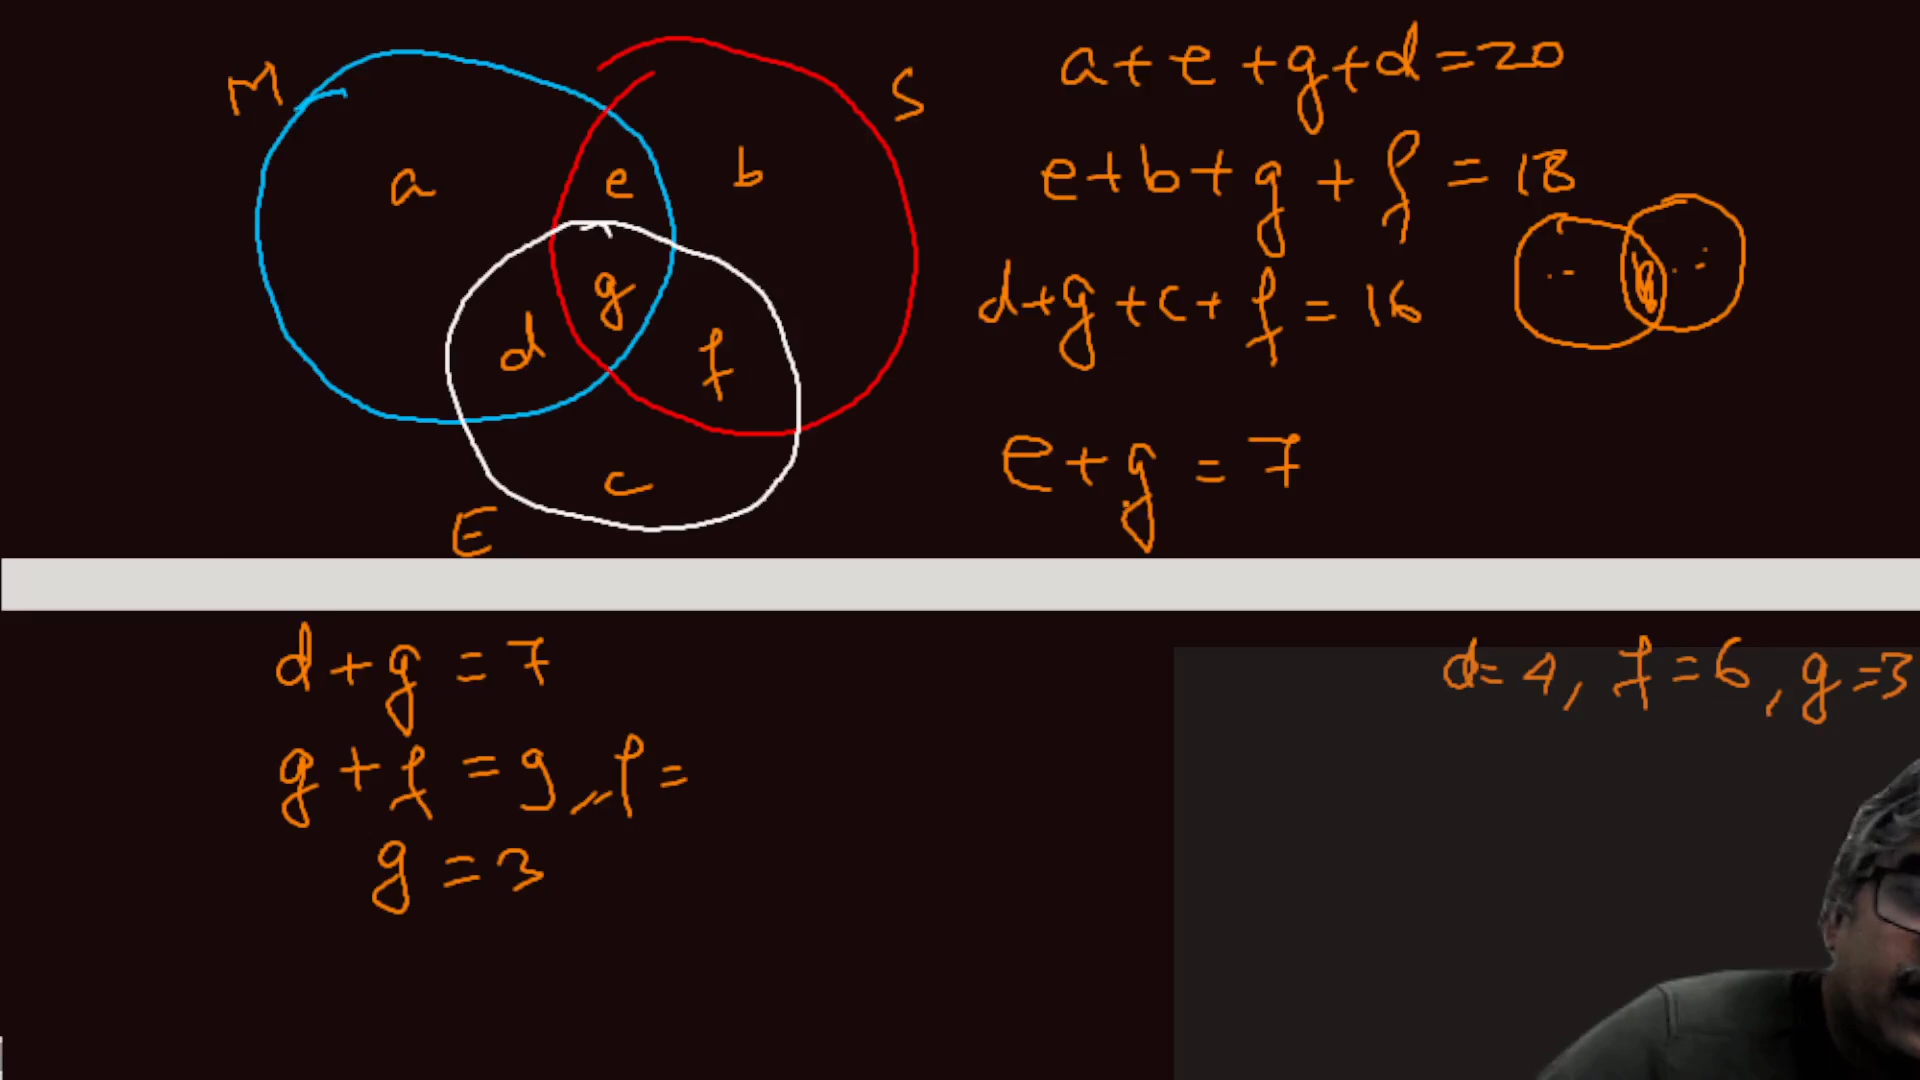 M
S
a
e
b
g
d
f
c
E
a+e+g+d=20
e+b+g+f=18
d+g+c+f=16
e+g=7
d+g=7
g+f=9, f=
g=3
d=4, f=6, g=3